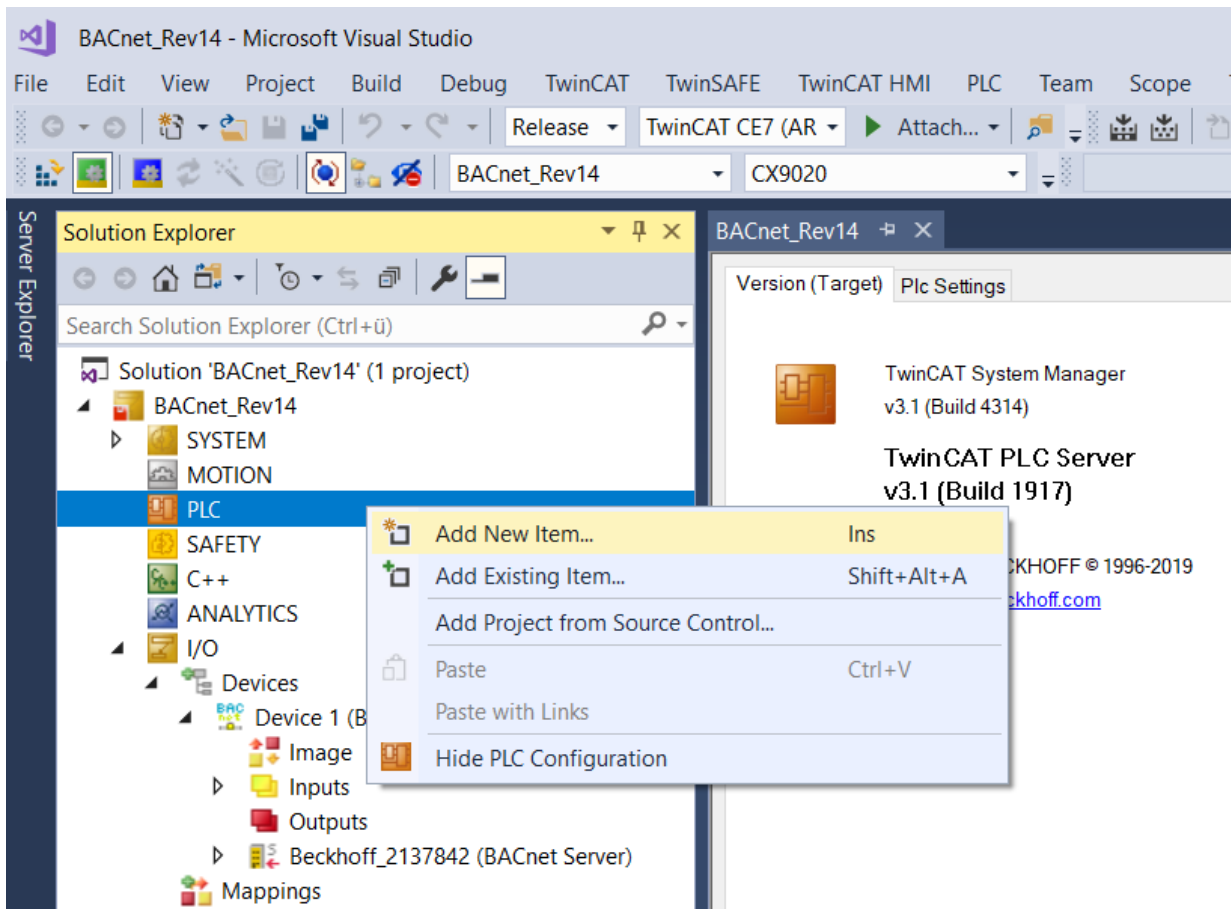 BACnet_Rev14 - Microsoft Visual Studio
File Edit View Project Build Debug TwinCAT TwinSAFE TwinCAT HMI PLC Team Scope
Release TwinCAT CE7 (AR Attach...
BACnet_Rev14 CX9020
Server Explorer
Solution Explorer
BACnet_Rev14
Version (Target) Plc Settings
Search Solution Explorer (Ctrl+ü)
Solution 'BACnet_Rev14' (1 project)
BACnet_Rev14
SYSTEM
MOTION
PLC
SAFETY
C++
ANALYTICS
I/O
Devices
Device 1 (B
Image
Inputs
Outputs
Beckhoff_2137842 (BACnet Server)
Mappings
TwinCAT System Manager
v3.1 (Build 4314)
TwinCAT PLC Server
v3.1 (Build 1917)
CKHOFF © 1996-2019
ckhoff.com
Add New Item... Ins
Add Existing Item... Shift+Alt+A
Add Project from Source Control...
Paste Ctrl+V
Paste with Links
Hide PLC Configuration